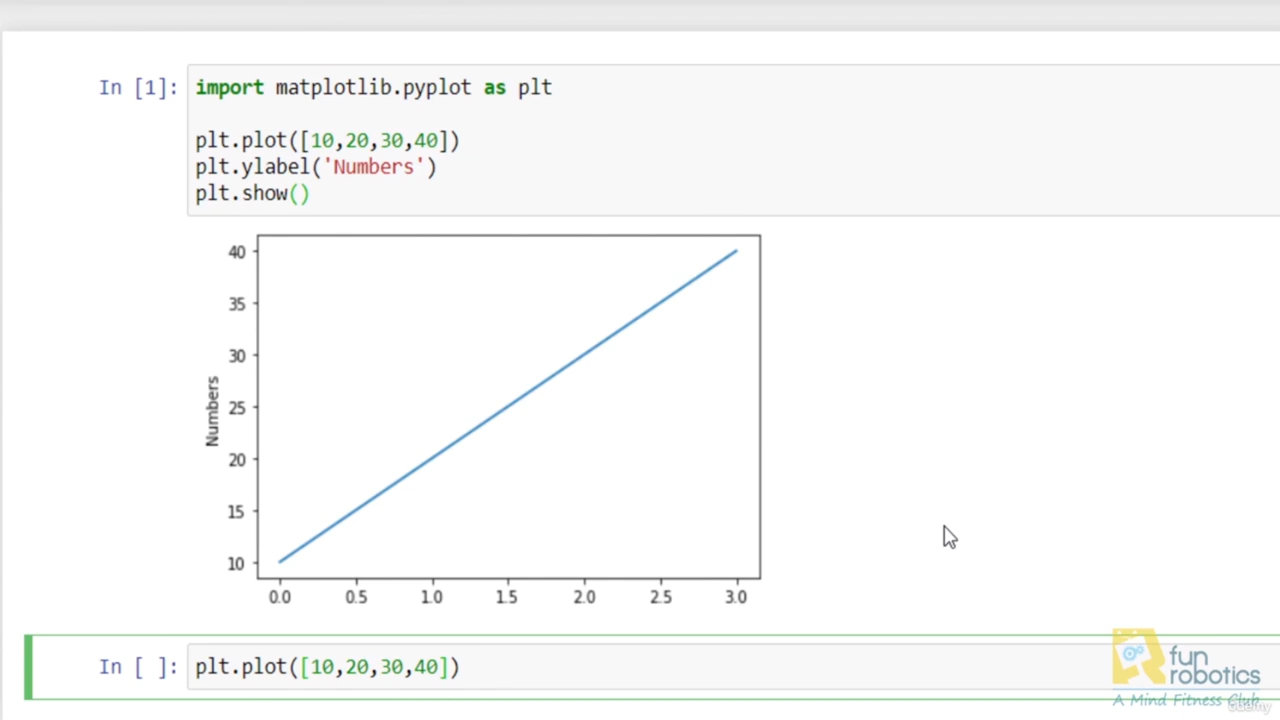 In [1]:
import matplotlib.pyplot as plt
plt.plot([10,20,30,40])
plt.ylabel('Numbers')
plt.show()
40
35
30
25
20
15
10
Numbers
0.0 0.5 1.0 1.5 2.0 2.5 3.0
In [ ]:
plt.plot([10,20,30,40])
fun
robotics
A Mind Fitness Club
udemy